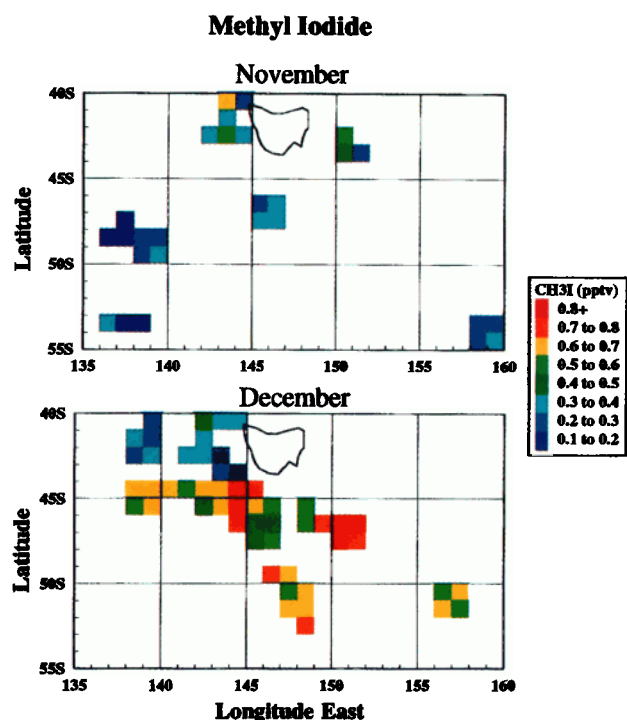 Methyl Iodide
November
40S
45S
50S
55S
Latitude
135 140 145 150 155 160
CH3I (pptv)
0.8+
0.7 to 0.8
0.6 to 0.7
0.5 to 0.6
0.4 to 0.5
0.3 to 0.4
0.2 to 0.3
0.1 to 0.2
December
40S
45S
50S
55S
Latitude
135 140 145 150 155 160
Longitude East